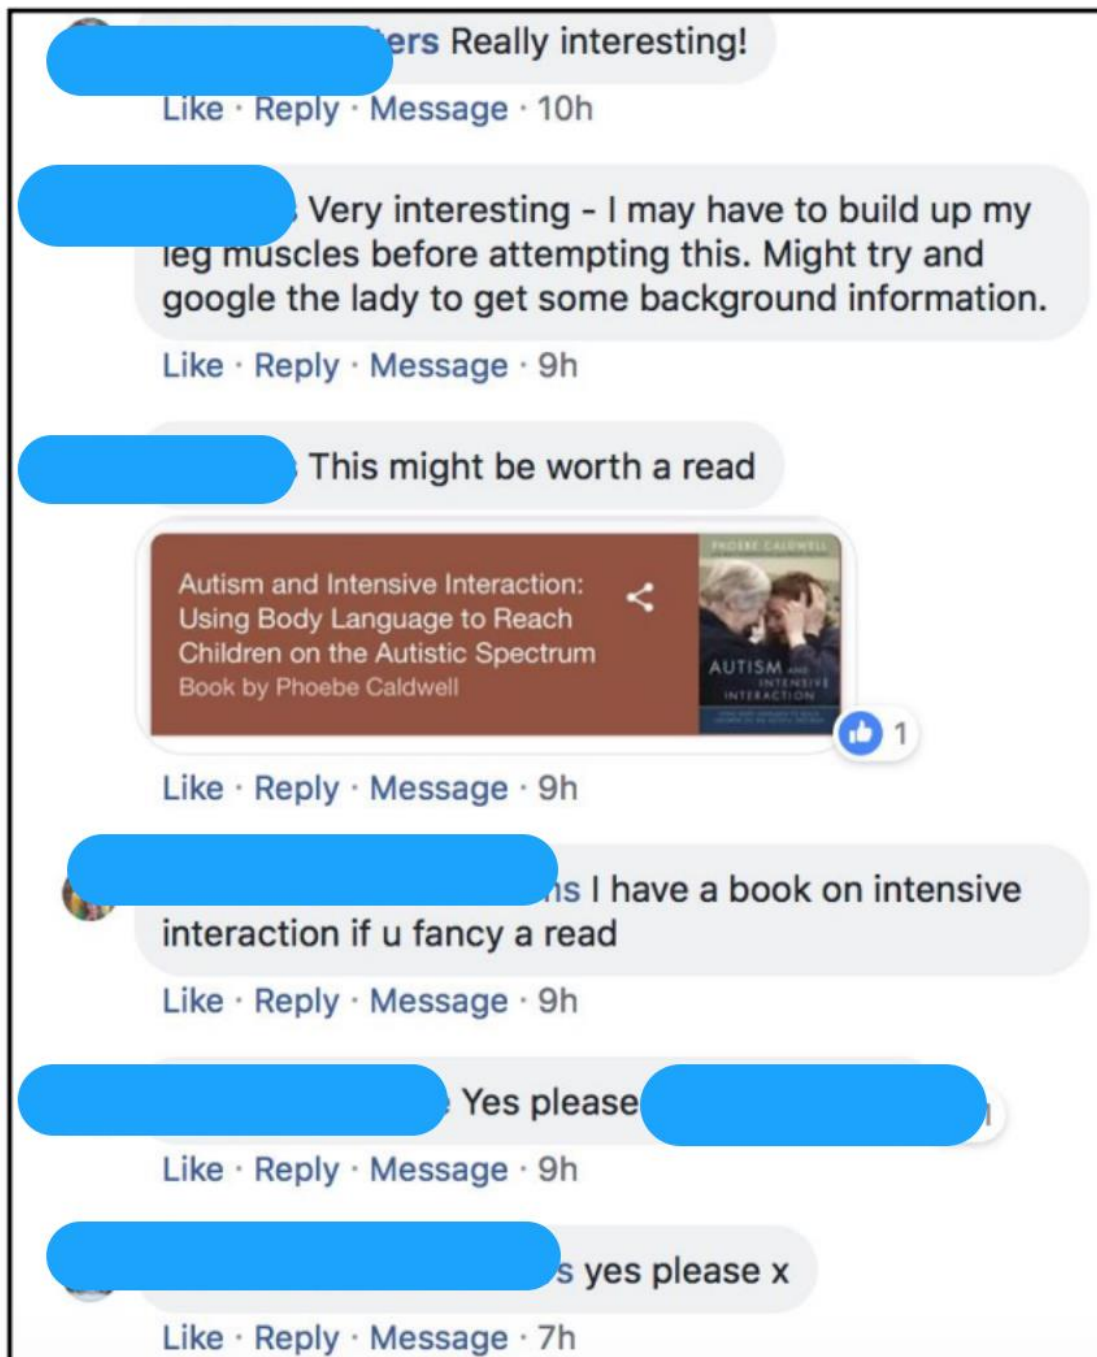 ers Really interesting!
Like · Reply · Message · 10h
Very interesting - I may have to build up my
leg muscles before attempting this. Might try and
google the lady to get some background information.
Like · Reply · Message · 9h
This might be worth a read
Autism and Intensive Interaction:
Using Body Language to Reach
Children on the Autistic Spectrum
Book by Phoebe Caldwell
PHOEBE CALDWELL
AUTISM AND
INTENSIVE
INTERACTION
1
Like · Reply · Message · 9h
I have a book on intensive
interaction if u fancy a read
Like · Reply · Message · 9h
Yes please
Like · Reply · Message · 9h
yes please x
Like · Reply · Message · 7h